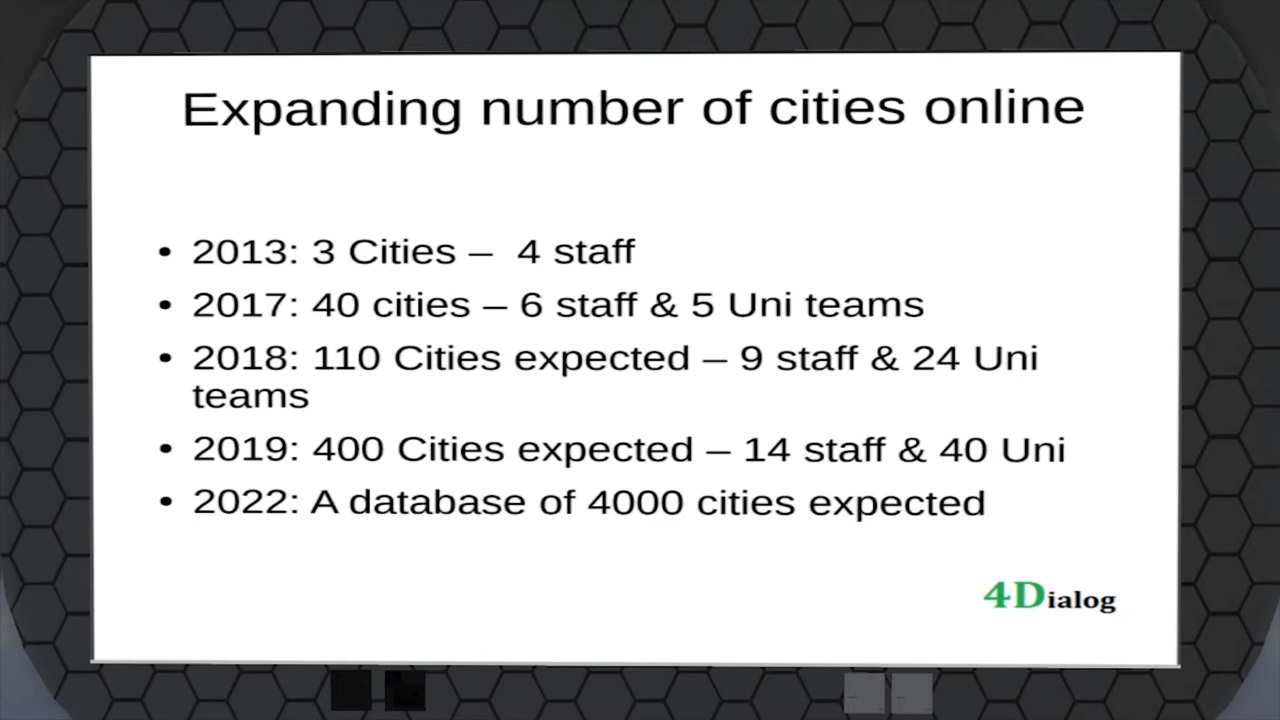 Expanding number of cities online
• 2013: 3 Cities – 4 staff
• 2017: 40 cities – 6 staff & 5 Uni teams
• 2018: 110 Cities expected – 9 staff & 24 Uni
teams
• 2019: 400 Cities expected – 14 staff & 40 Uni
• 2022: A database of 4000 cities expected
4Dialog